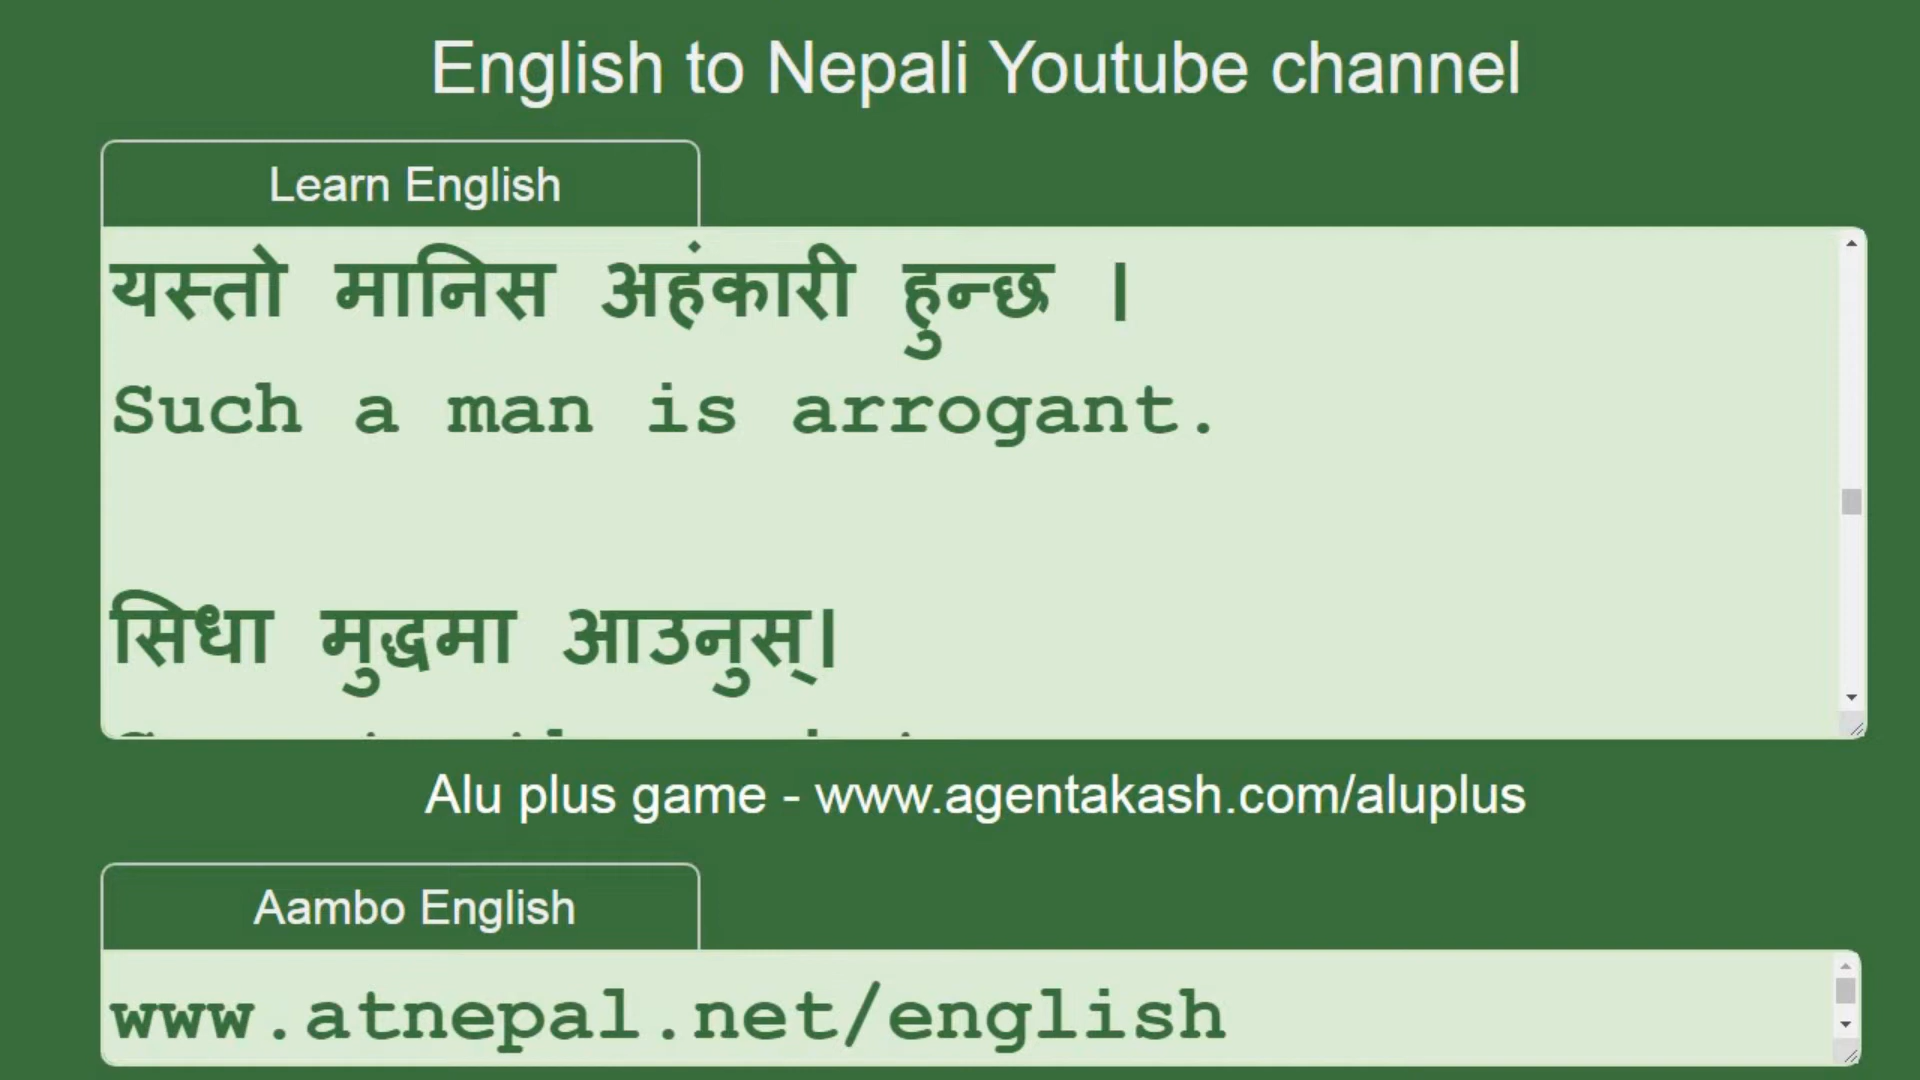 English to Nepali Youtube channel
Learn English
यस्तो मानिस अहंकारी हुन्छ ।
Such a man is arrogant.
सिधा मुद्धमा आउनुस्।
Alu plus game - www.agentakash.com/aluplus
Aambo English
www.atnepal.net/english